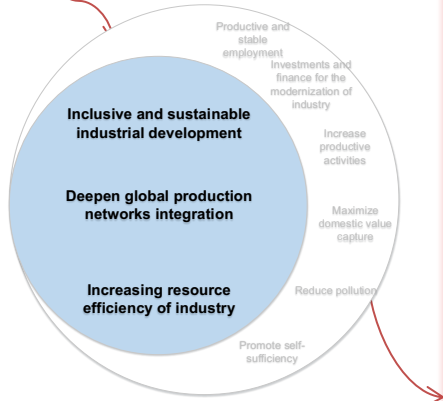 Productive and
stable
employment
Investments and
finance for the
modernization of
industry
Inclusive and sustainable
industrial development
Increase
productive
activities
Deepen global production
networks integration
Maximize
domestic value
capture
Increasing resource
efficiency of industry
Reduce pollution
Promote self-
sufficiency